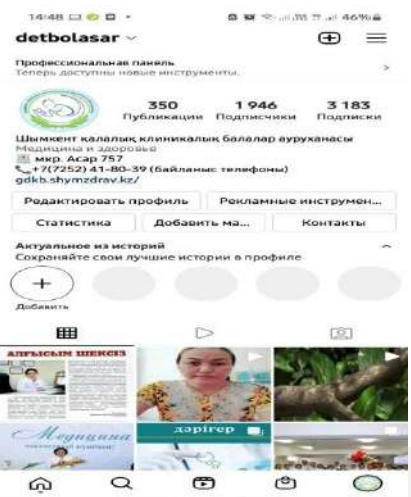 14:48
46%
detbolasar
Профессиональная панель
Теперь доступны новые инструменты.
350 1 946 3 183
Публикации Подписчики Подписки
Шымкент қалалық клиникалық балалар ауруханасы
Медицина и здоровье
мкр. Асар 757
+7(7252) 41-80-39 (байланыс телефоны)
gdkb.shymzdrav.kz/
Редактировать профиль Рекламные инструмен...
Статистика Добавить ма... Контакты
Актуальное из историй
Сохраняйте свои лучшие истории в профиле
Добавить
АЛҒЫСЫМ ШЕКСІЗ
Медицина
дәрігер